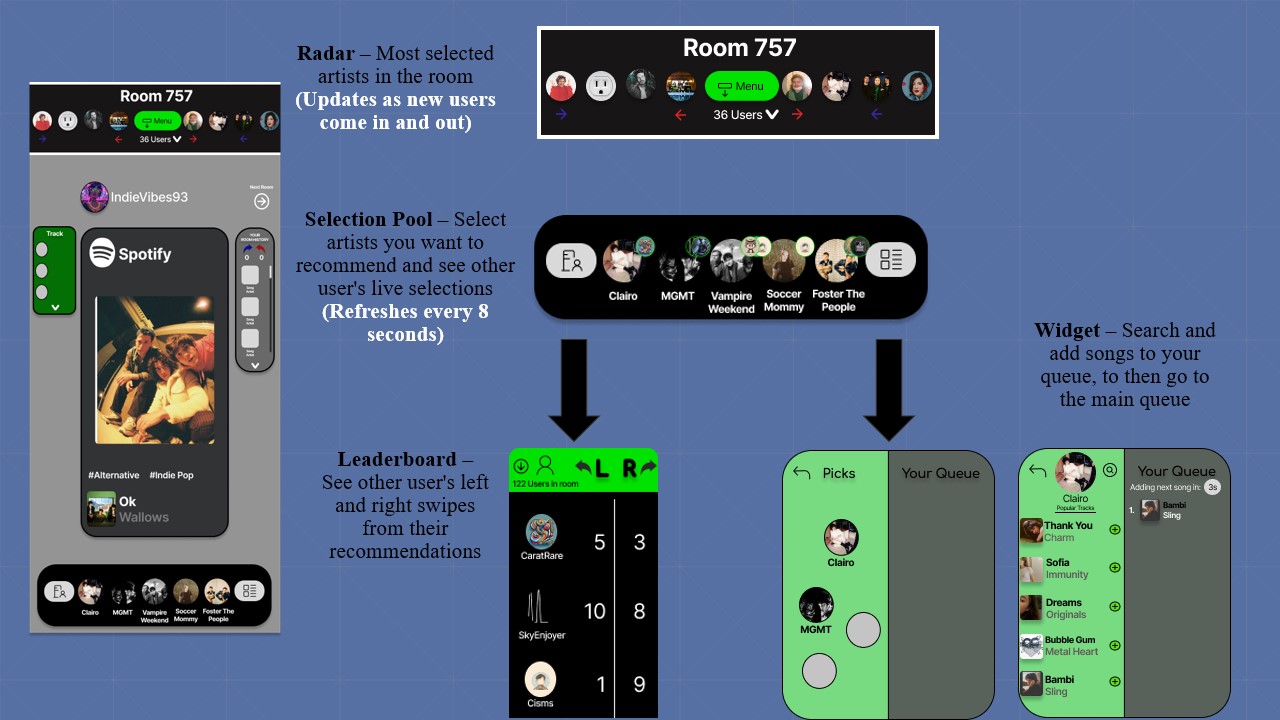 Room 757
Menu
36 Users
IndieVibes93
Next Room
Track
Spotify
YOUR
ROOM HISTORY
0 0
Song
Artist
Song
Artist
Song
Artist
#Alternative #Indie Pop
Ok
Wallows
Clairo
MGMT
Vampire
Weekend
Soccer
Mommy
Foster The
People
Radar – Most selected
artists in the room
(Updates as new users
come in and out)
Room 757
Menu
36 Users
Selection Pool – Select
artists you want to
recommend and see other
user's live selections
(Refreshes every 8
seconds)
Clairo
MGMT
Vampire
Weekend
Soccer
Mommy
Foster The
People
Leaderboard –
See other user's left
and right swipes
from their
recommendations
L R
122 Users in room
CaratRare
5 3
SkyEnjoyer
10 8
Cisms
1 9
Picks
Your Queue
Clairo
MGMT
Widget – Search and
add songs to your
queue, to then go to
the main queue
Clairo
Popular Tracks
Thank You
Charm
Sofia
Immunity
Dreams
Originals
Bubble Gum
Metal Heart
Bambi
Sling
Your Queue
Adding next song in: 3s
1. Bambi
Sling